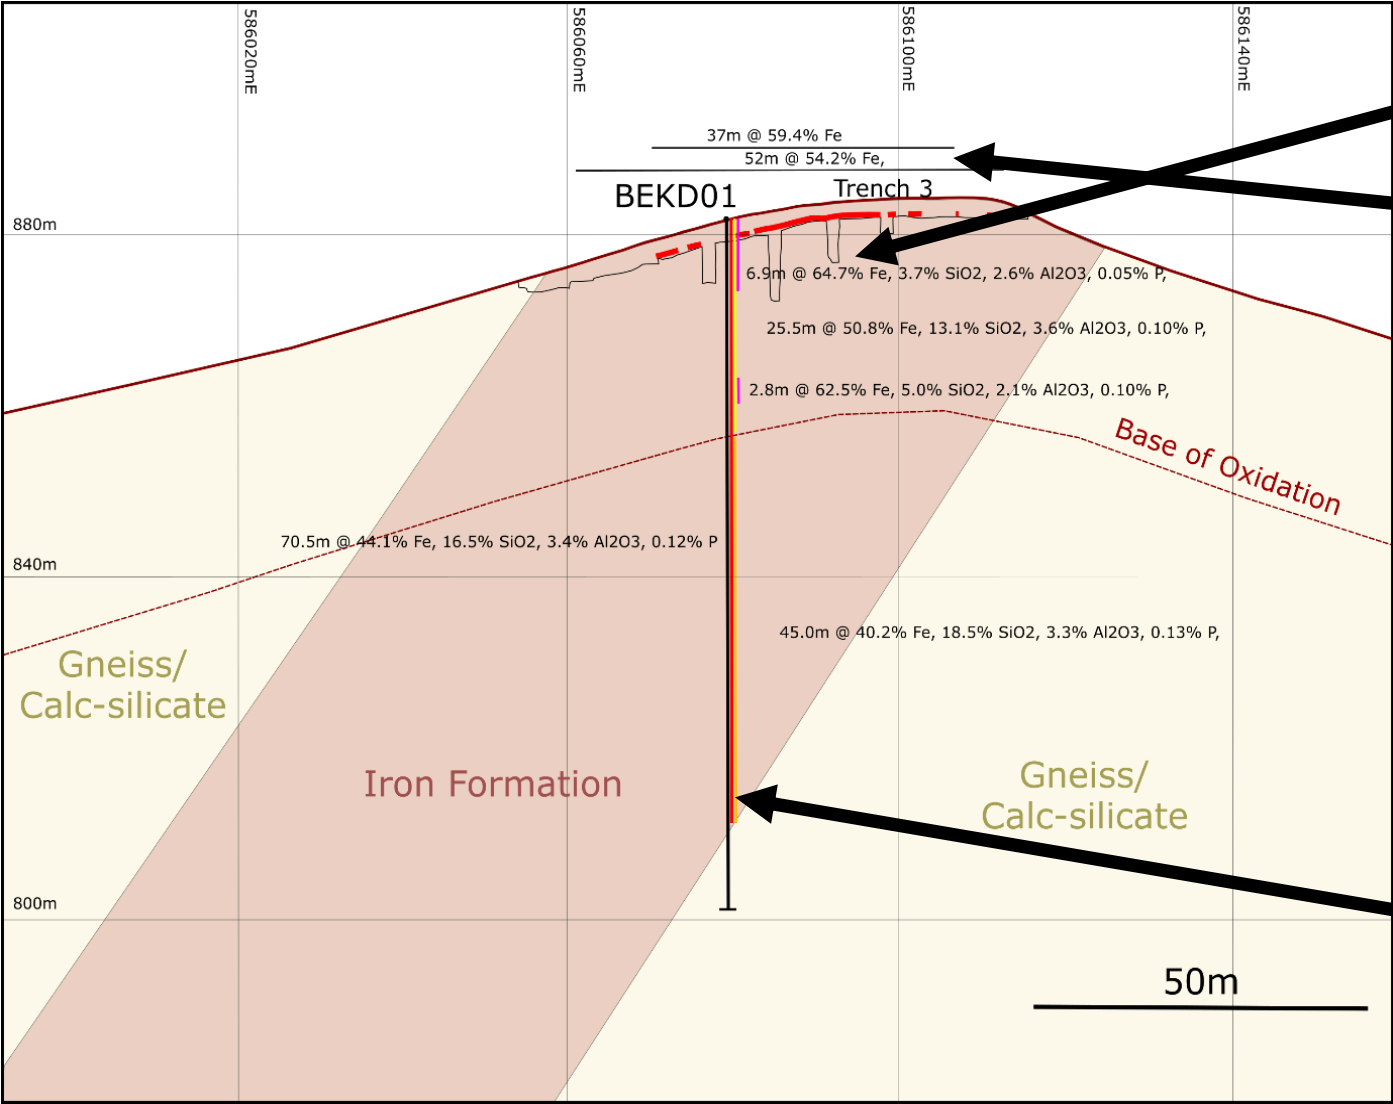 586020mE
586060mE
586100mE
586140mE
37m @ 59.4% Fe
52m @ 54.2% Fe,
BEKD01
Trench 3
880m
6.9m @ 64.7% Fe, 3.7% SiO2, 2.6% Al2O3, 0.05% P,
25.5m @ 50.8% Fe, 13.1% SiO2, 3.6% Al2O3, 0.10% P,
2.8m @ 62.5% Fe, 5.0% SiO2, 2.1% Al2O3, 0.10% P,
Base of Oxidation
70.5m @ 44.1% Fe, 16.5% SiO2, 3.4% Al2O3, 0.12% P
840m
45.0m @ 40.2% Fe, 18.5% SiO2, 3.3% Al2O3, 0.13% P,
Gneiss/
Calc-silicate
Iron Formation
Gneiss/
Calc-silicate
800m
50m